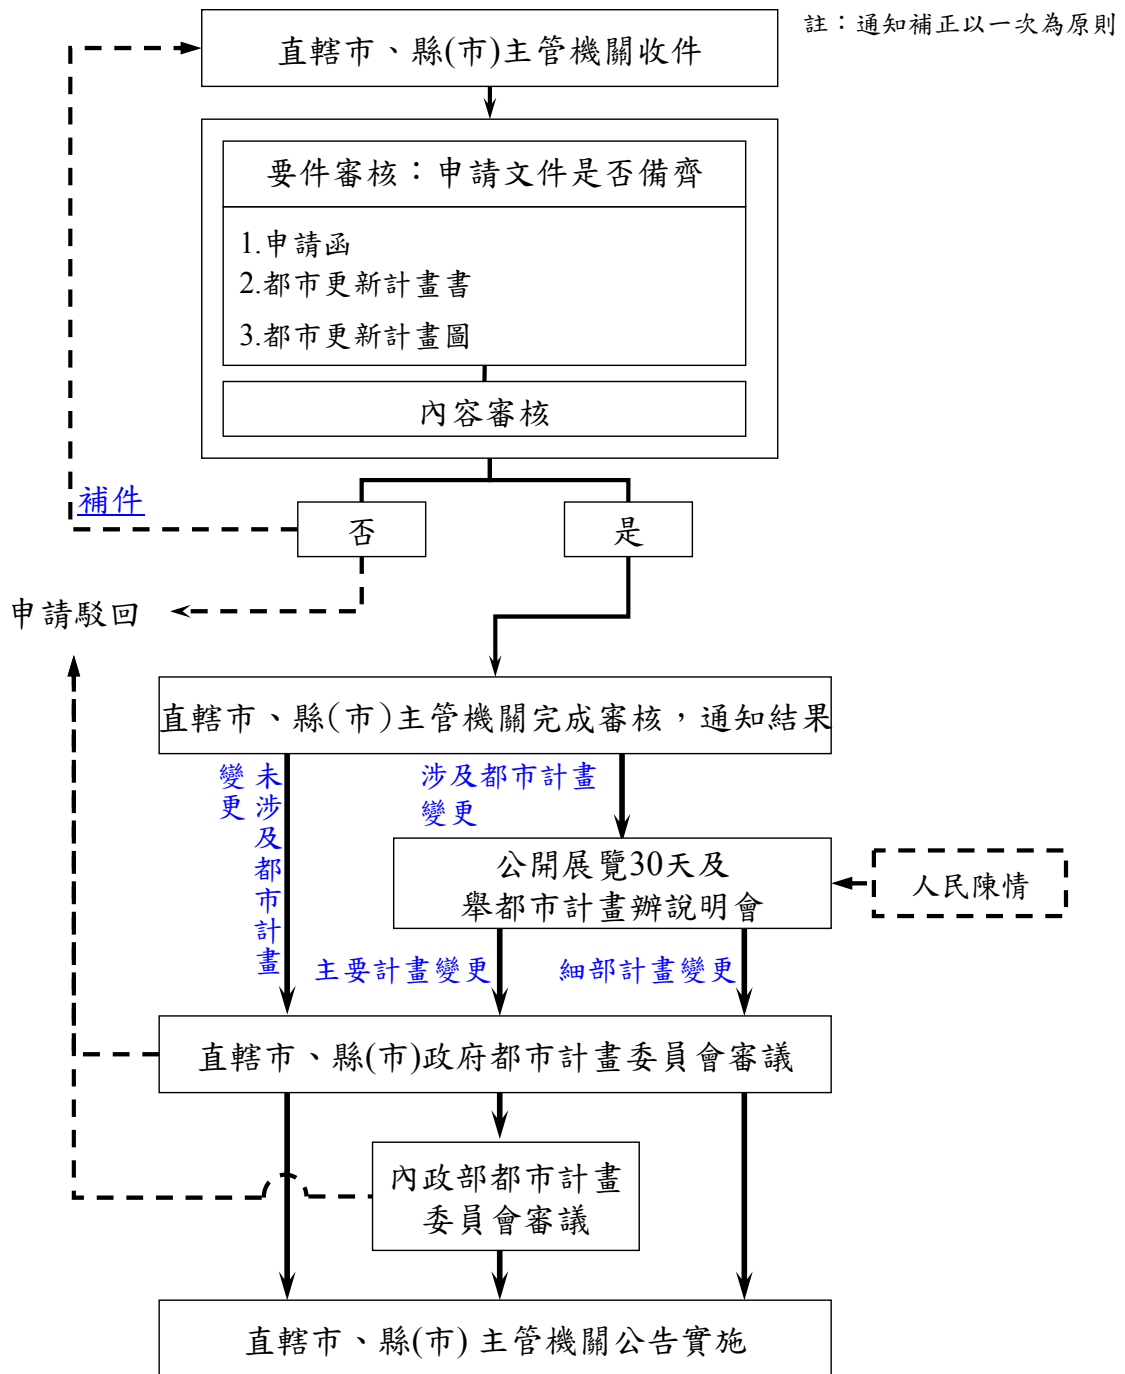 註：通知補正以一次為原則
直轄市、縣(市)主管機關收件
要件審核：申請文件是否備齊
1.申請函
2.都市更新計畫書
3.都市更新計畫圖
內容審核
補件
否
是
申請駁回
直轄市、縣(市)主管機關完成審核，通知結果
未涉及都市計畫
變更
涉及都市計畫
變更
公開展覽30天及
舉都市計畫辦說明會
人民陳情
主要計畫變更
細部計畫變更
直轄市、縣(市)政府都市計畫委員會審議
內政部都市計畫
委員會審議
直轄市、縣(市) 主管機關公告實施